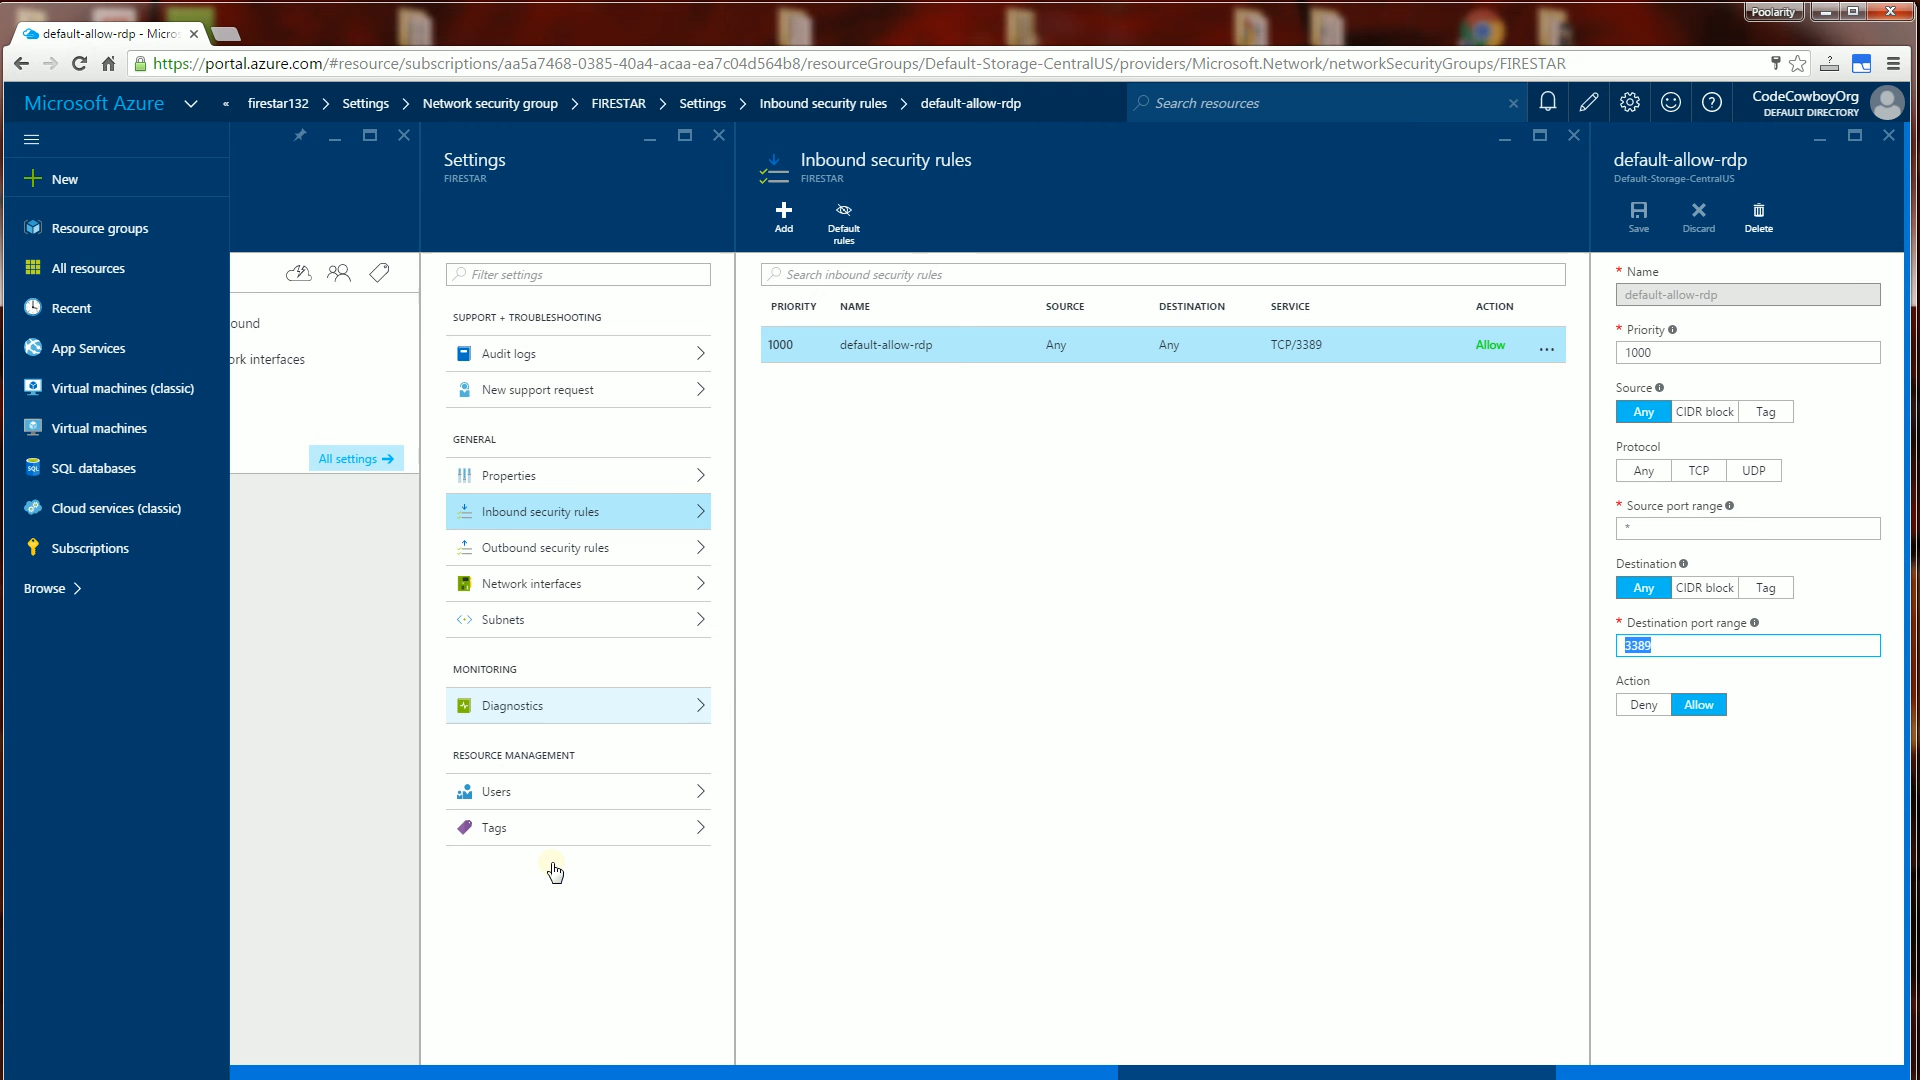 Poolarity
default-allow-rdp - Micros
https://portal.azure.com/#resource/subscriptions/aa5a7468-0385-40a4-acaa-ea7c04d564b8/resourceGroups/Default-Storage-CentralUS/providers/Microsoft.Network/networkSecurityGroups/FIRESTAR
Microsoft Azure « firestar132 > Settings > Network security group > FIRESTAR > Settings > Inbound security rules > default-allow-rdp
Search resources
CodeCowboyOrg
DEFAULT DIRECTORY
New
Resource groups
All resources
Recent
App Services
Virtual machines (classic)
Virtual machines
SQL databases
Cloud services (classic)
Subscriptions
Browse >
ound
ork interfaces
All settings →
Settings
FIRESTAR
Filter settings
SUPPORT + TROUBLESHOOTING
Audit logs
New support request
GENERAL
Properties
Inbound security rules
Outbound security rules
Network interfaces
Subnets
MONITORING
Diagnostics
RESOURCE MANAGEMENT
Users
Tags
Inbound security rules
FIRESTAR
Add
Default
rules
Search inbound security rules
PRIORITY NAME SOURCE DESTINATION SERVICE ACTION
1000 default-allow-rdp Any Any TCP/3389 Allow ...
default-allow-rdp
Default-Storage-CentralUS
Save Discard Delete
* Name
default-allow-rdp
* Priority
1000
Source
Any CIDR block Tag
Protocol
Any TCP UDP
* Source port range
*
Destination
Any CIDR block Tag
* Destination port range
3389
Action
Deny Allow